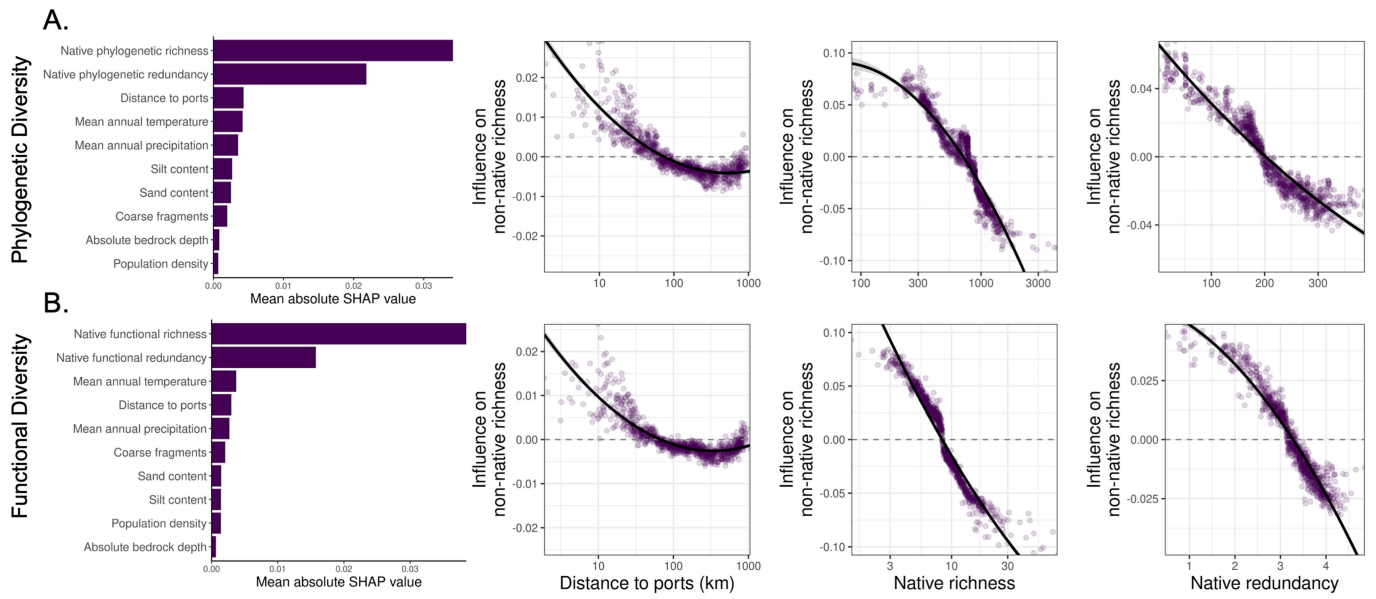 A.
Phylogenetic Diversity
Native phylogenetic richness
Native phylogenetic redundancy
Distance to ports
Mean annual temperature
Mean annual precipitation
Silt content
Sand content
Coarse fragments
Absolute bedrock depth
Population density
0.00 0.01 0.02 0.03
Mean absolute SHAP value
Influence on
non-native richness
0.02
0.01
0.00
-0.01
-0.02
10 100 1000
Influence on
non-native richness
0.10
0.05
0.00
-0.05
-0.10
100 300 1000 3000
Influence on
non-native richness
0.04
0.00
-0.04
100 200 300
B.
Functional Diversity
Native functional richness
Native functional redundancy
Mean annual temperature
Distance to ports
Mean annual precipitation
Coarse fragments
Sand content
Silt content
Population density
Absolute bedrock depth
0.00 0.01 0.02 0.03
Mean absolute SHAP value
Influence on
non-native richness
0.02
0.01
0.00
-0.01
-0.02
10 100 1000
Distance to ports (km)
Influence on
non-native richness
0.10
0.05
0.00
-0.05
-0.10
3 10 30
Native richness
Influence on
non-native richness
0.025
0.000
-0.025
1 2 3 4
Native redundancy